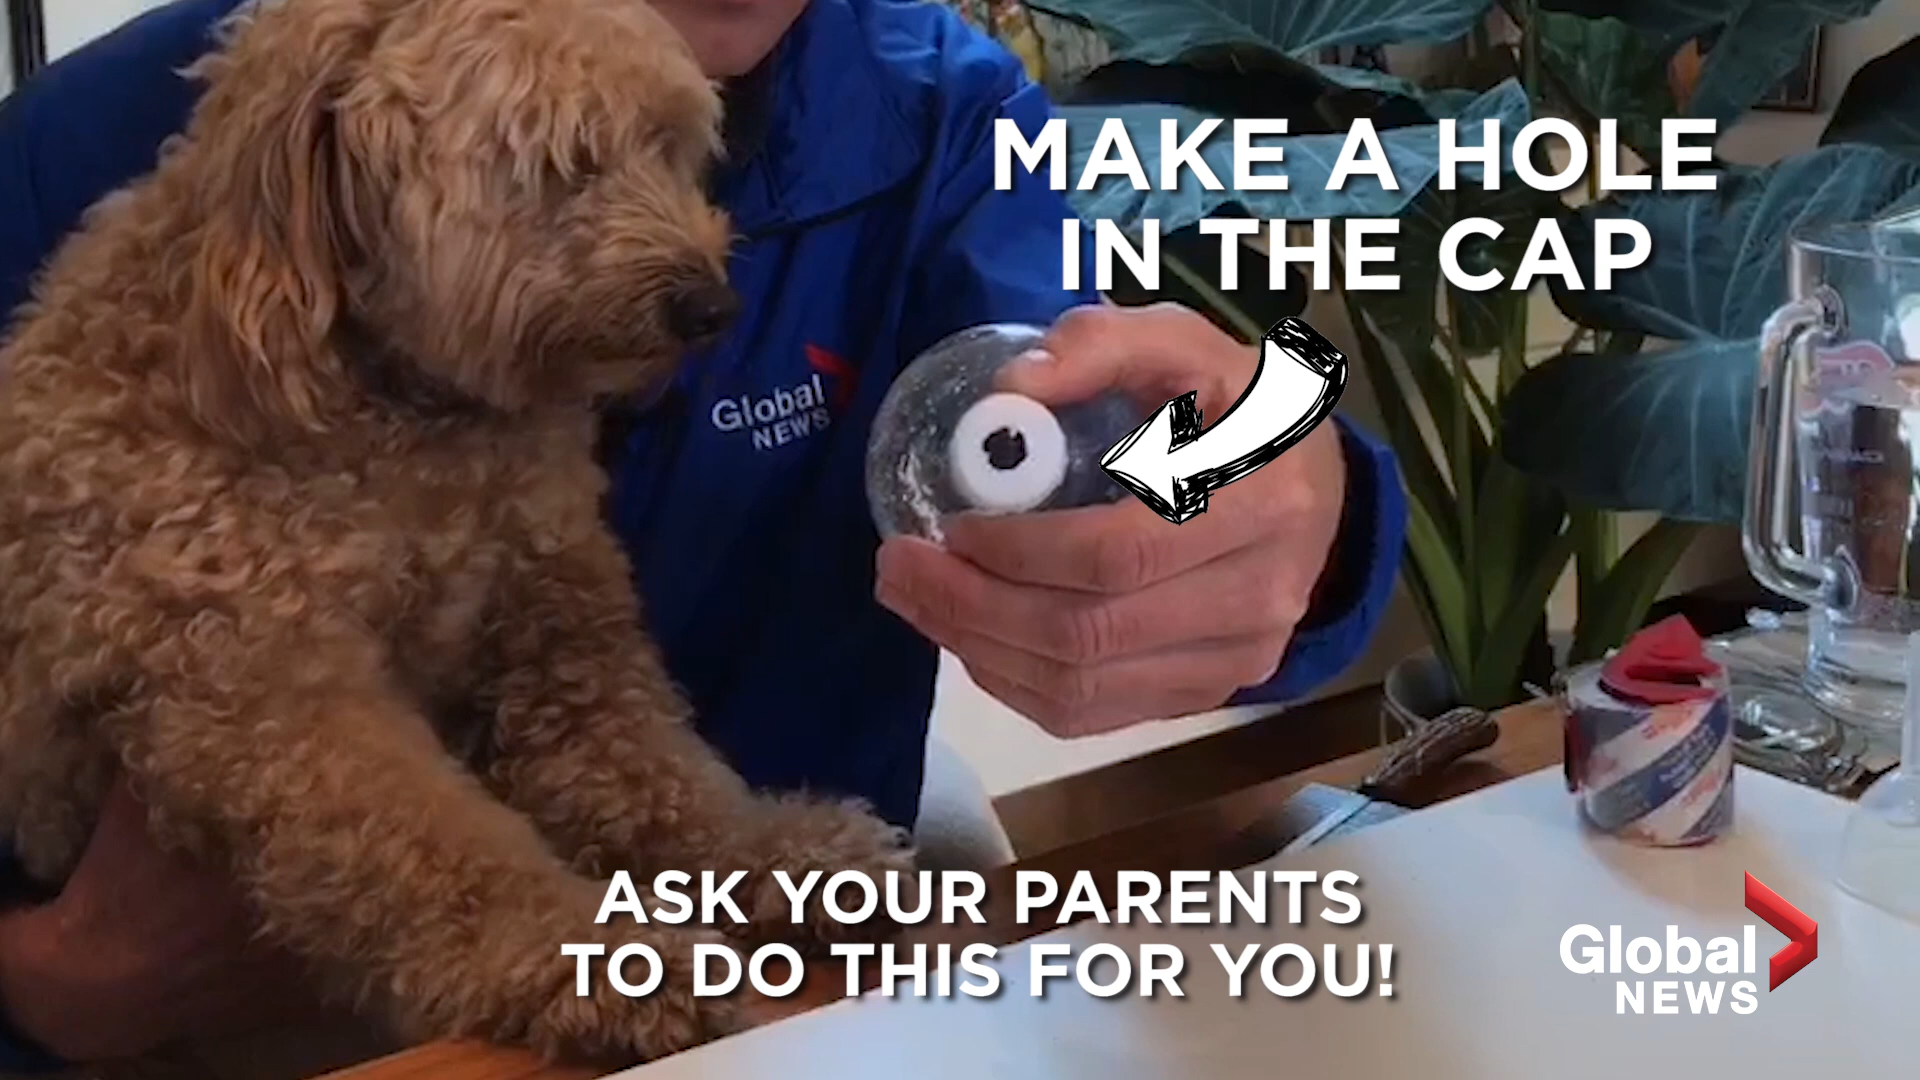 MAKE A HOLE
IN THE CAP
Global
NEWS
ASK YOUR PARENTS
TO DO THIS FOR YOU!
Global
NEWS